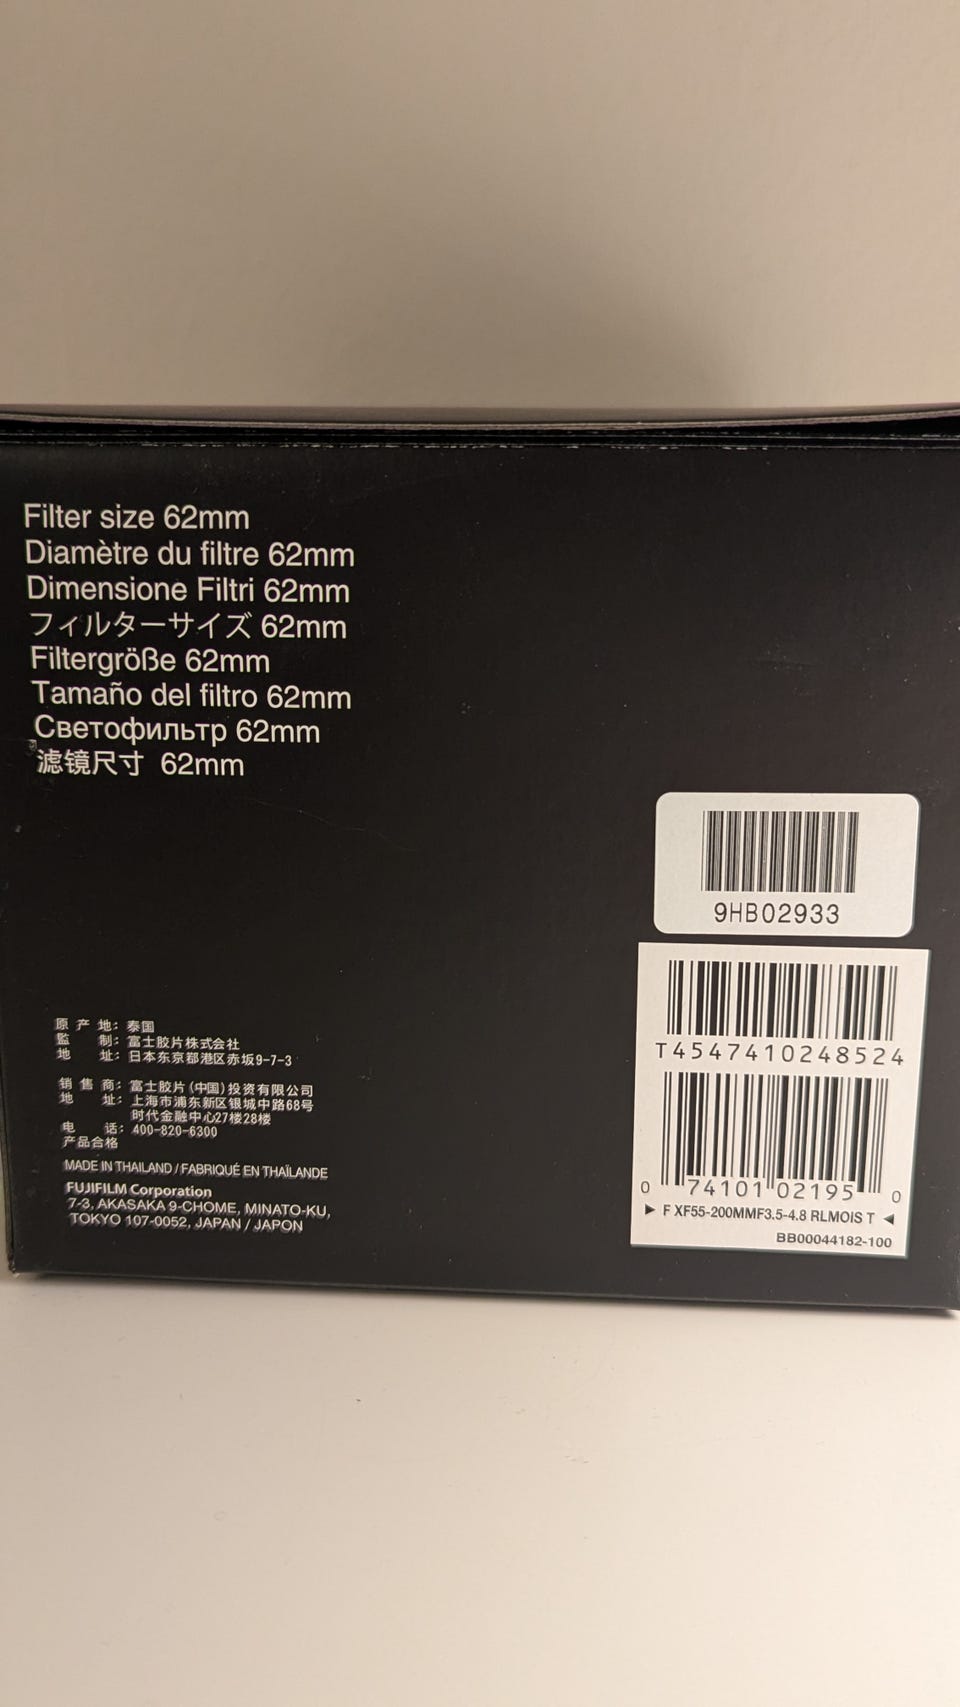 Filter size 62mm
Diamètre du filtre 62mm
Dimensione Filtri 62mm
フィルターサイズ 62mm
Filtergröße 62mm
Tamaño del filtro 62mm
Светофильтр 62mm
滤镜尺寸 62mm
9HB02933
T4547410248524
0 74101 02195 0
▶ F XF55-200MMF3.5-4.8 RLMOIS T ◀
BB00044182-100
原产地: 泰国
监制: 富士胶片株式会社
地址: 日本东京都港区赤坂9-7-3
销售商: 富士胶片(中国)投资有限公司
地址: 上海市浦东新区银城中路68号
时代金融中心27楼28楼
电话: 400-820-6300
产品合格
MADE IN THAILAND / FABRIQUÉ EN THAÏLANDE
FUJIFILM Corporation
7-3, AKASAKA 9-CHOME, MINATO-KU,
TOKYO 107-0052, JAPAN / JAPON